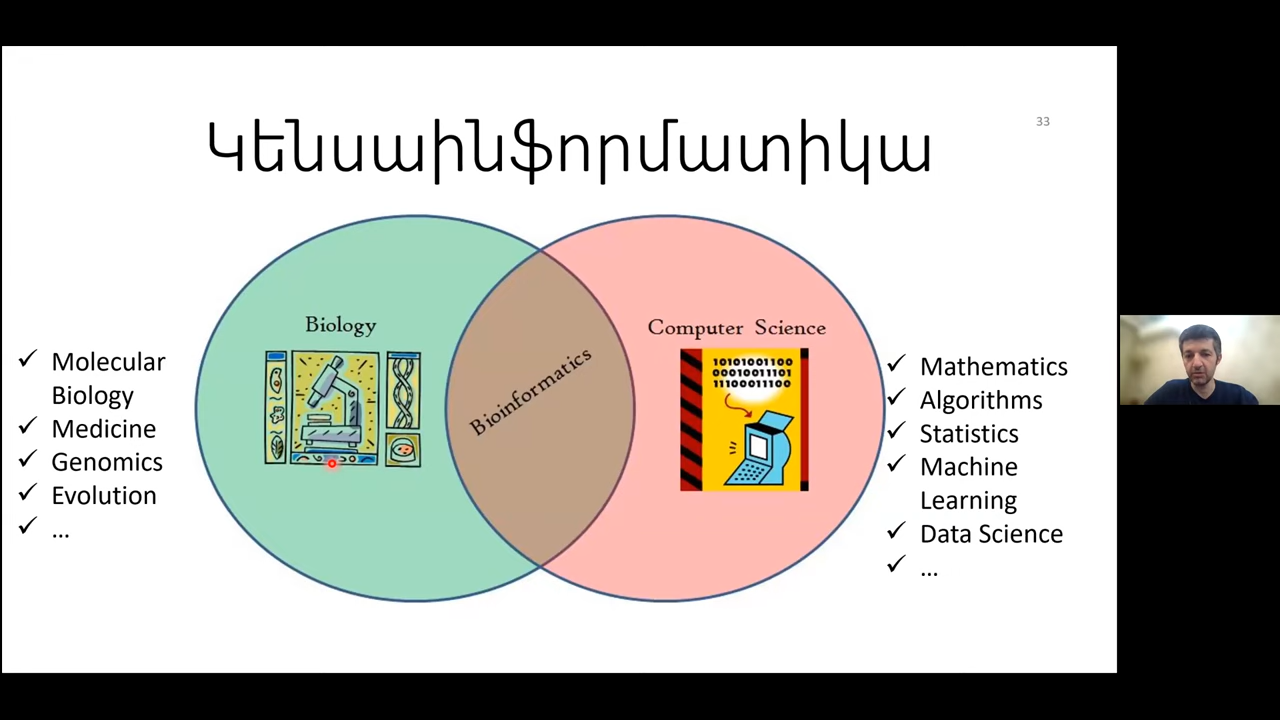 33
Կենսաինֆորմատիկա
Biology
Computer Science
Bioinformatics
10101001100
00010011101
11100011100
✓ Molecular
Biology
✓ Medicine
✓ Genomics
✓ Evolution
✓ ...
✓ Mathematics
✓ Algorithms
✓ Statistics
✓ Machine
Learning
✓ Data Science
✓ ...